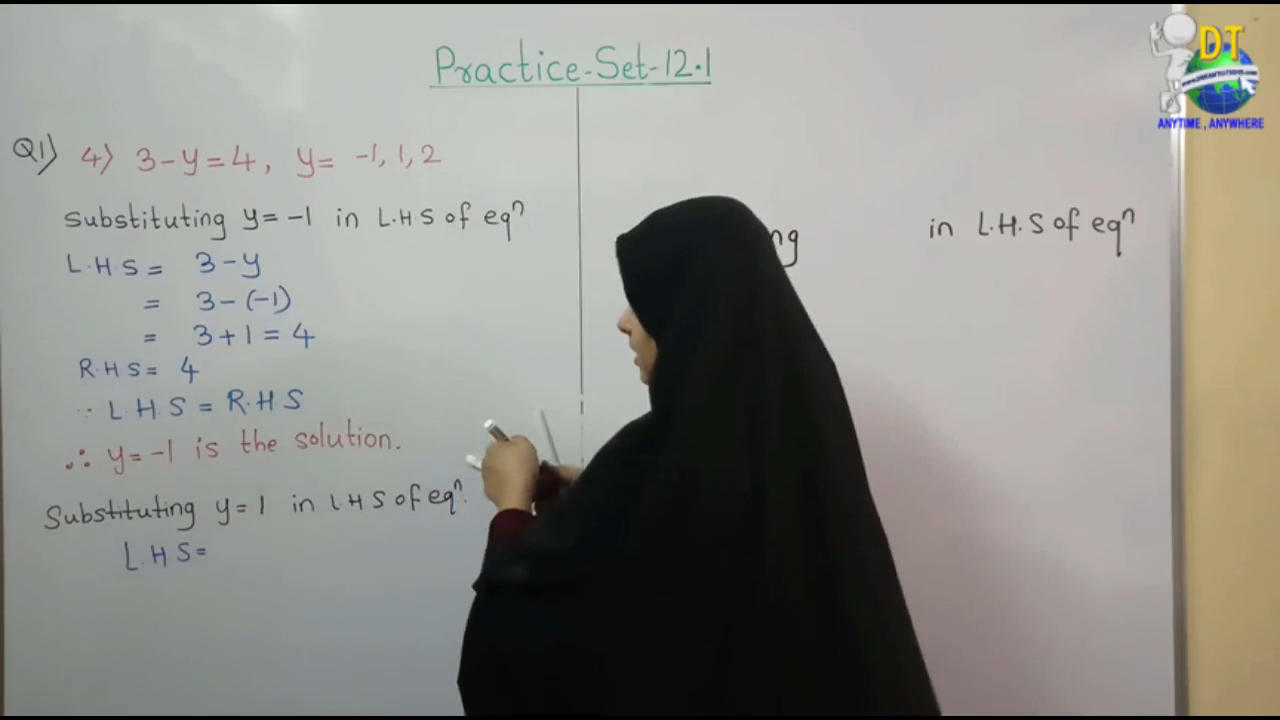 Practice-Set-12.1
Q1) 4) 3-y=4, y= -1, 1, 2
Substituting y=-1 in L.H.S of eqⁿ
L.H.S = 3-y
= 3-(-1)
= 3+1 = 4
R.H.S = 4
∵ L.H.S = R.H.S
∴ y=-1 is the solution.
Substituting y=1 in L.H.S of eqⁿ.
L.H.S =
ng in L.H.S of eqⁿ
DT
ANYTIME, ANYWHERE